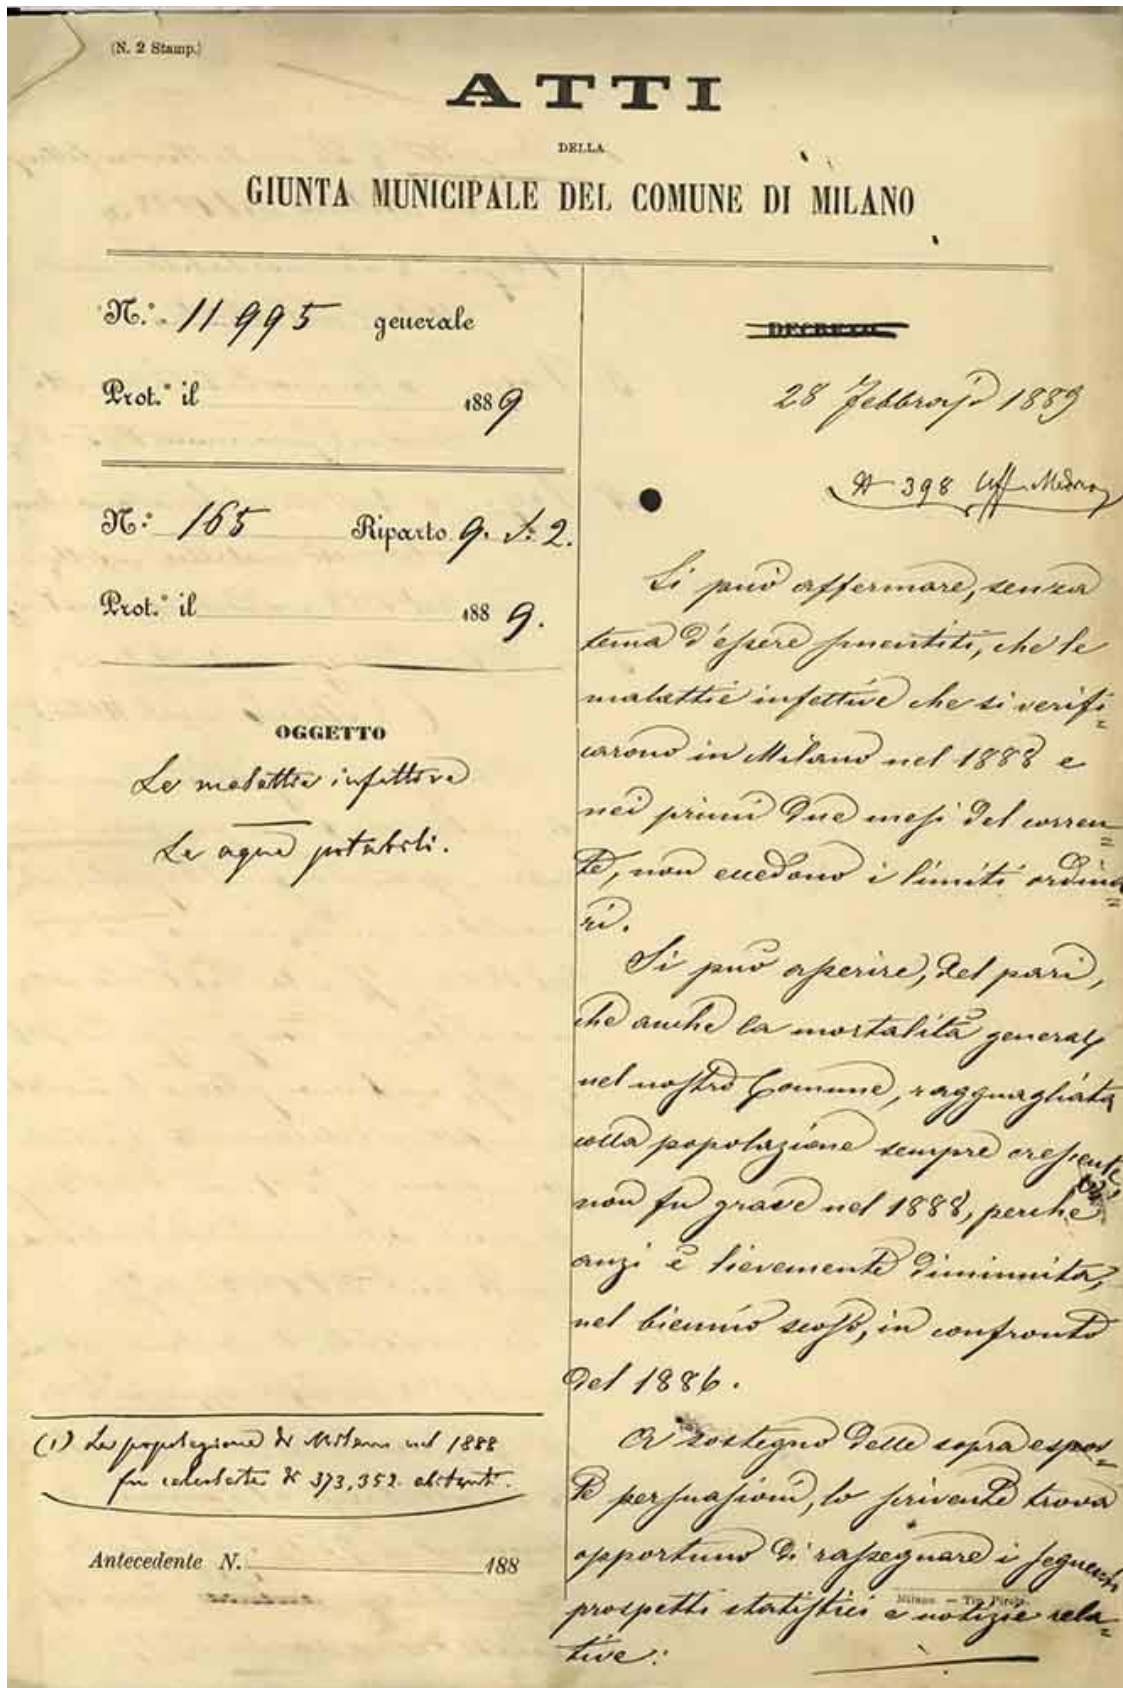 (N. 2 Stamp.)
ATTI
DELLA
GIUNTA MUNICIPALE DEL COMUNE DI MILANO
N.° 11995 generale
Prot.° il 1889
N.° 165 Riparto 9. S. 2.
Prot.° il 1889.
OGGETTO
Le malattie infettive
Le acque potabili.
(1) La popolazione di Milano nel 1888
fu calcolata di 373,352 abitanti.
Antecedente N. 188
DECRETO
28 Febbrajo 1889
N 398 Uff. Medico
Si può affermare, senza
tema d'essere smentiti, che le
malattie infettive che si verifi=
carono in Milano nel 1888 e
nei primi due mesi del corren=
te, non eccedono i limiti ordina=
ri.
Si può asserire, del pari,
che anche la mortalità generale
nel nostro Comune, ragguagliata
colla popolazione sempre crescente
non fu grave nel 1888, perchè
anzi è lievemente diminuita,
nel biennio scorso, in confronto
del 1886.
A sostegno delle sopra espos=
te persuasioni, lo scrivente trova
opportuno di rassegnare i seguenti
prospetti statistici e notizie rela=
tive:
Milano. — Tip. Pirola.